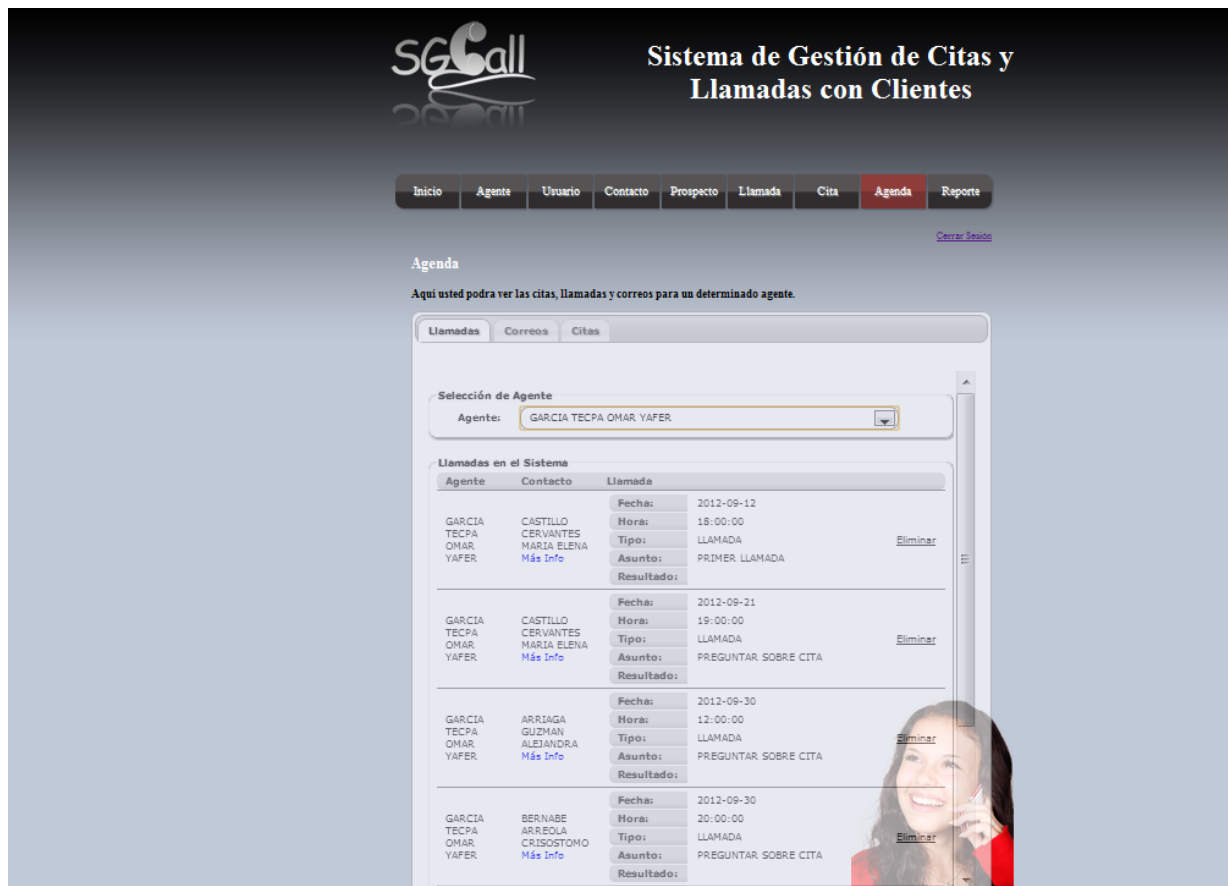 SGCall
Sistema de Gestión de Citas y
Llamadas con Clientes
Inicio Agente Usuario Contacto Prospecto Llamada Cita Agenda Reporte
Cerrar Sesión
Agenda
Aqui usted podra ver las citas, llamadas y correos para un determinado agente.
Llamadas Correos Citas
Selección de Agente
Agente: GARCIA TECPA OMAR YAFER
Llamadas en el Sistema
Agente Contacto Llamada
Fecha: 2012-09-12
GARCIA CASTILLO Hora: 18:00:00
TECPA CERVANTES Tipo: LLAMADA Eliminar
OMAR MARIA ELENA
YAFER Más Info Asunto: PRIMER LLAMADA
Resultado:
Fecha: 2012-09-21
GARCIA CASTILLO Hora: 19:00:00
TECPA CERVANTES Tipo: LLAMADA Eliminar
OMAR MARIA ELENA
YAFER Más Info Asunto: PREGUNTAR SOBRE CITA
Resultado:
Fecha: 2012-09-30
GARCIA ARRIAGA Hora: 12:00:00
TECPA GUZMAN Tipo: LLAMADA Eliminar
OMAR ALEJANDRA
YAFER Más Info Asunto: PREGUNTAR SOBRE CITA
Resultado:
Fecha: 2012-09-30
GARCIA BERNABE Hora: 20:00:00
TECPA ARREOLA Tipo: LLAMADA Eliminar
OMAR CRISOSTOMO
YAFER Más Info Asunto: PREGUNTAR SOBRE CITA
Resultado: